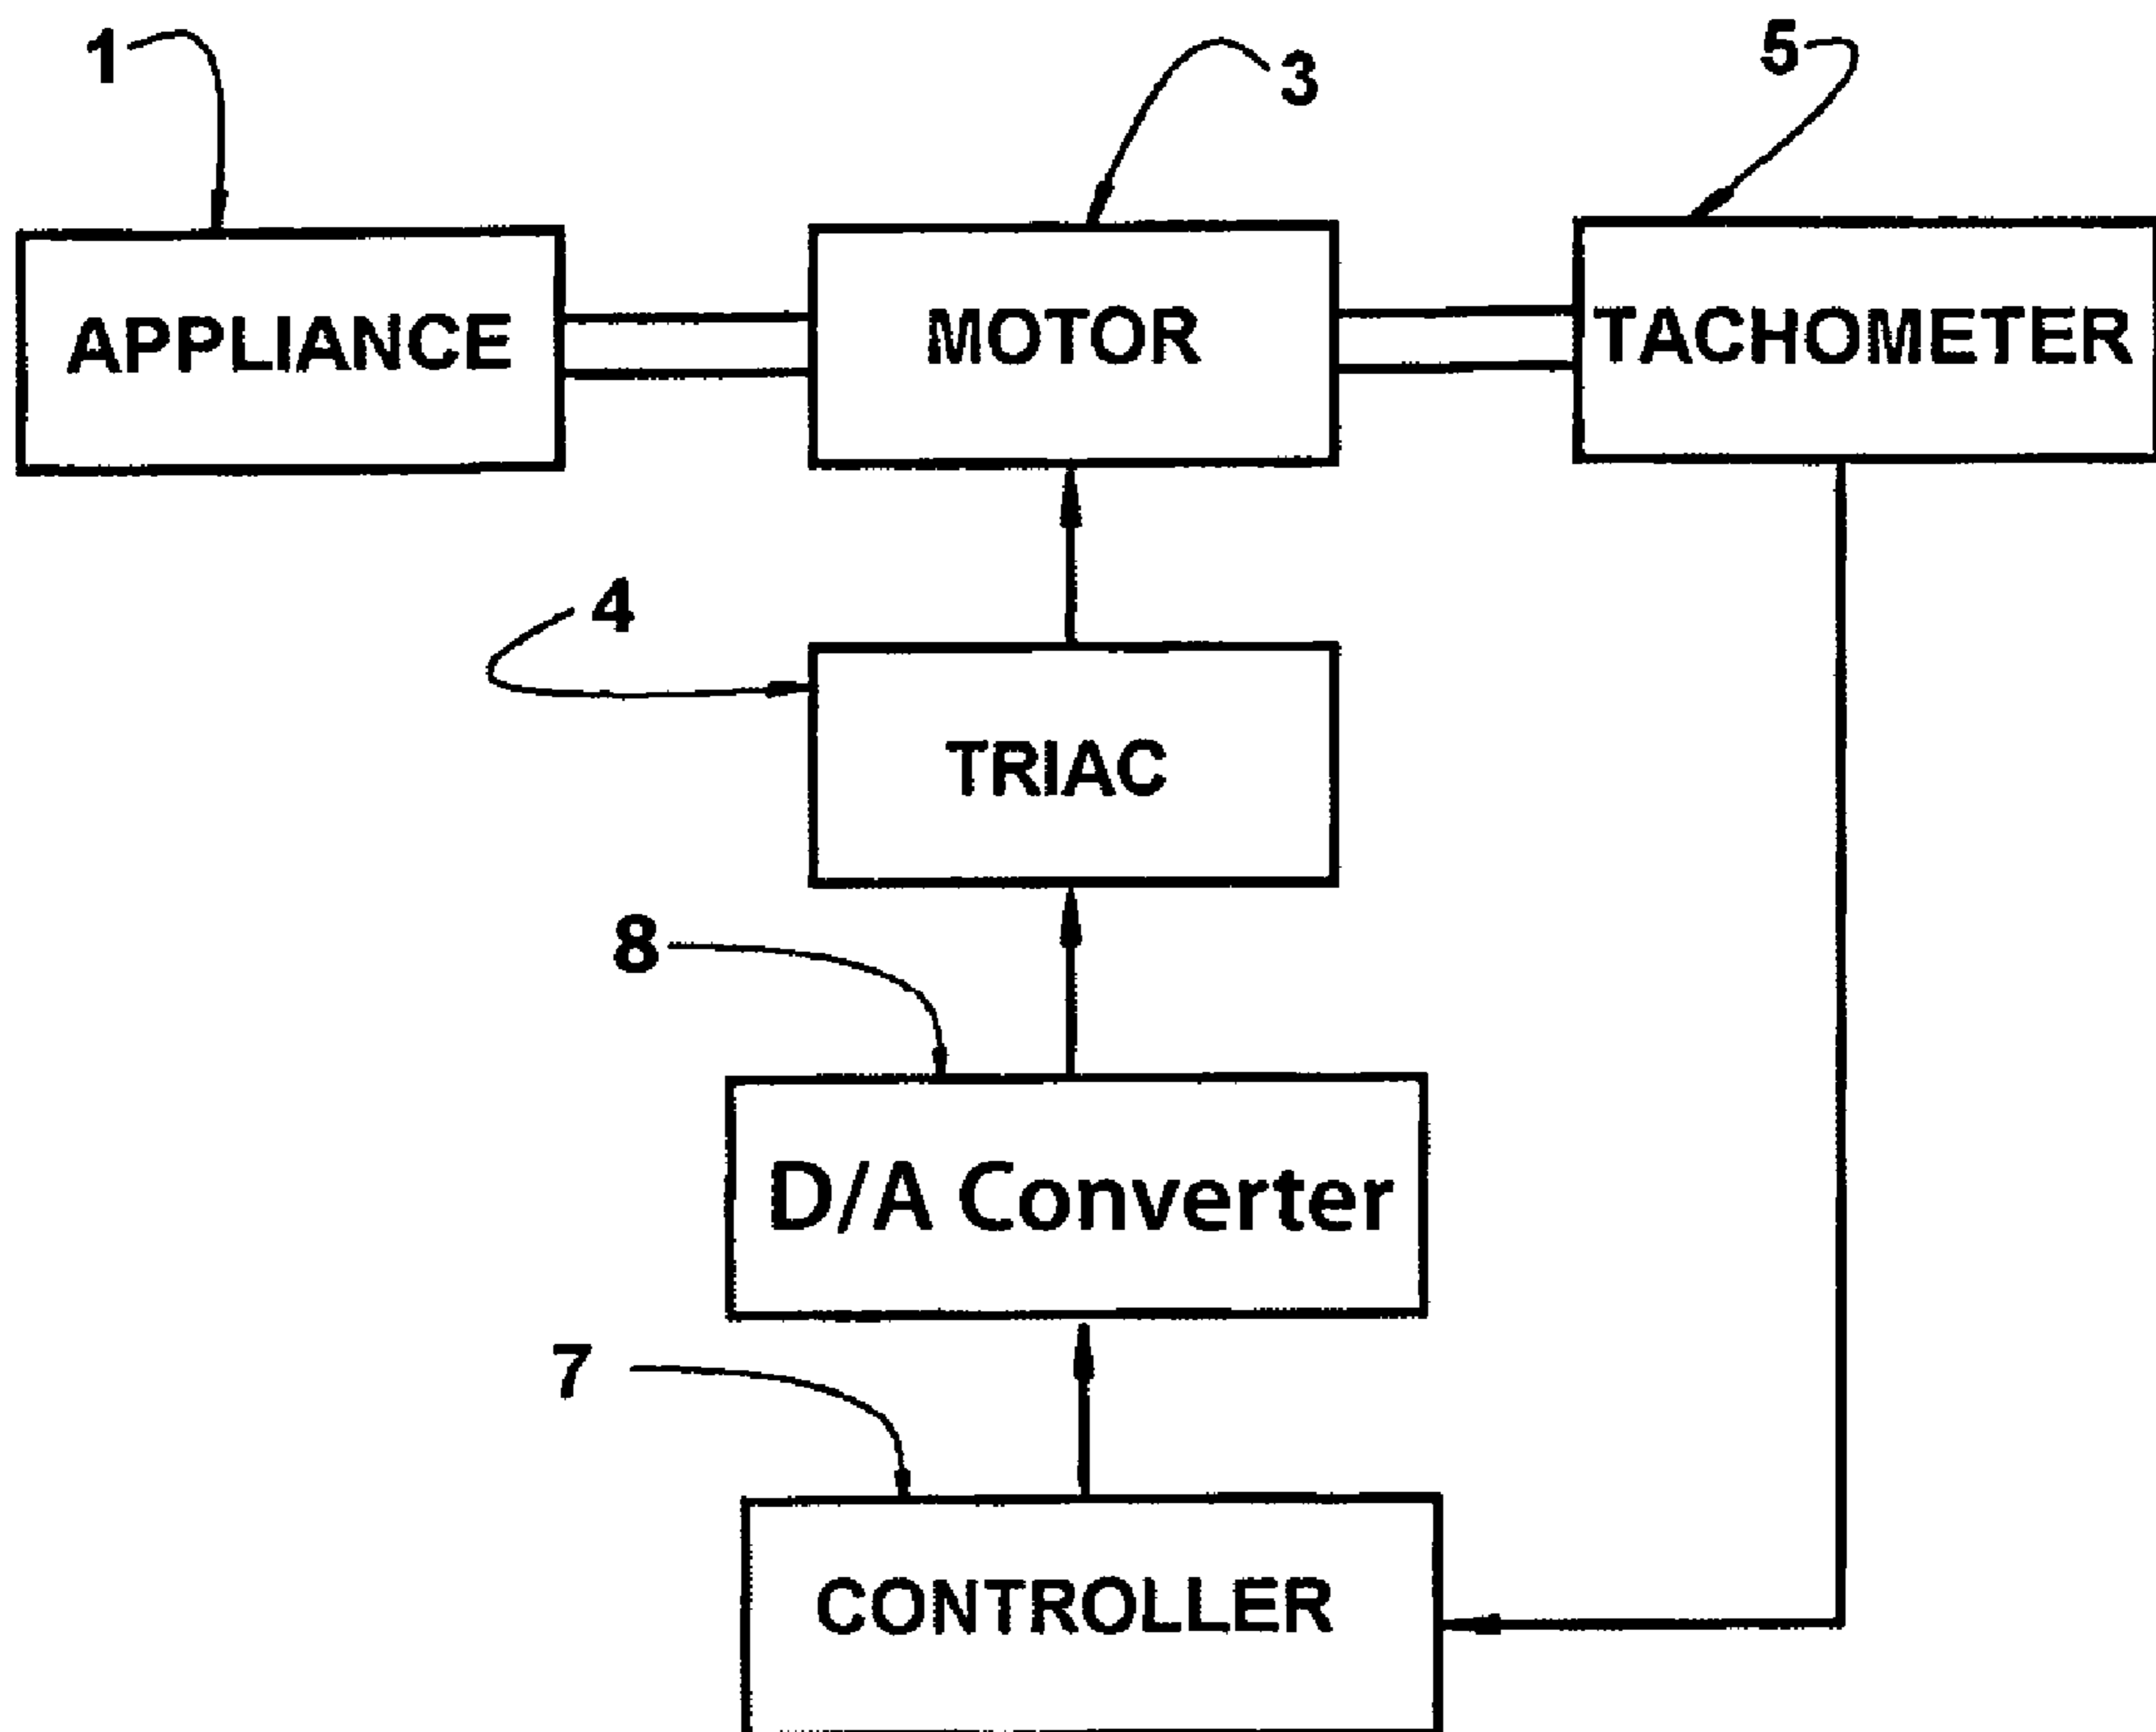 1
3
5
APPLIANCE
MOTOR
TACHOMETER
4
TRIAC
8
D/A Converter
7
CONTROLLER